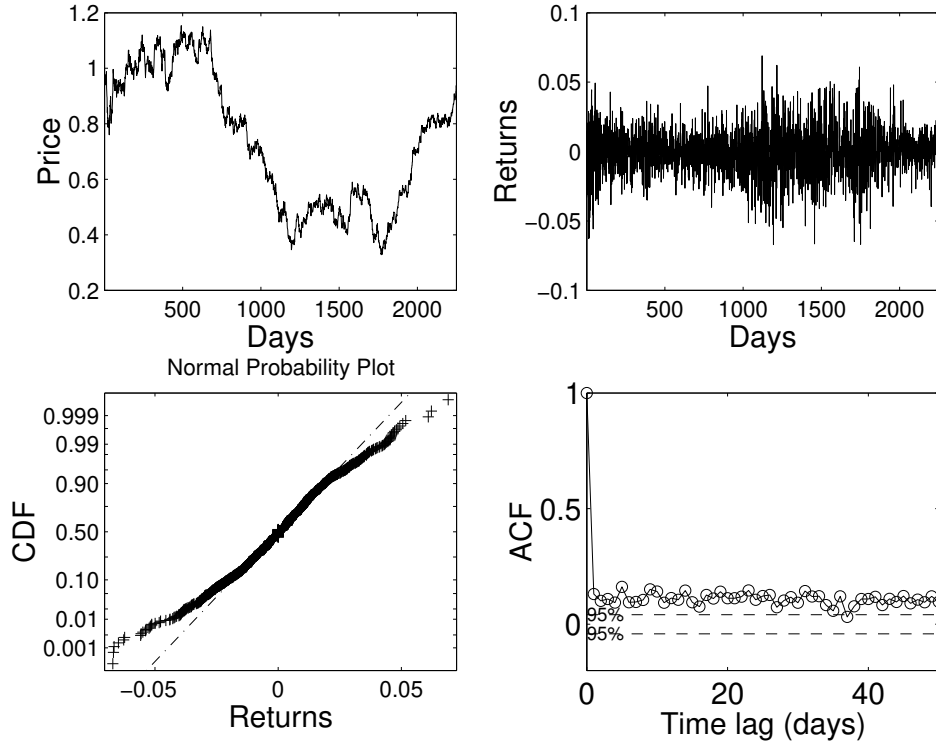 1.2
1
0.8
0.6
0.4
0.2
Price
500 1000 1500 2000
Days
0.1
0.05
0
−0.05
−0.1
Returns
500 1000 1500 2000
Days
Normal Probability Plot
0.999
0.99
0.90
0.50
0.10
0.01
0.001
CDF
−0.05 0 0.05
Returns
1
0.5
0
ACF
95%
95%
0 20 40
Time lag (days)